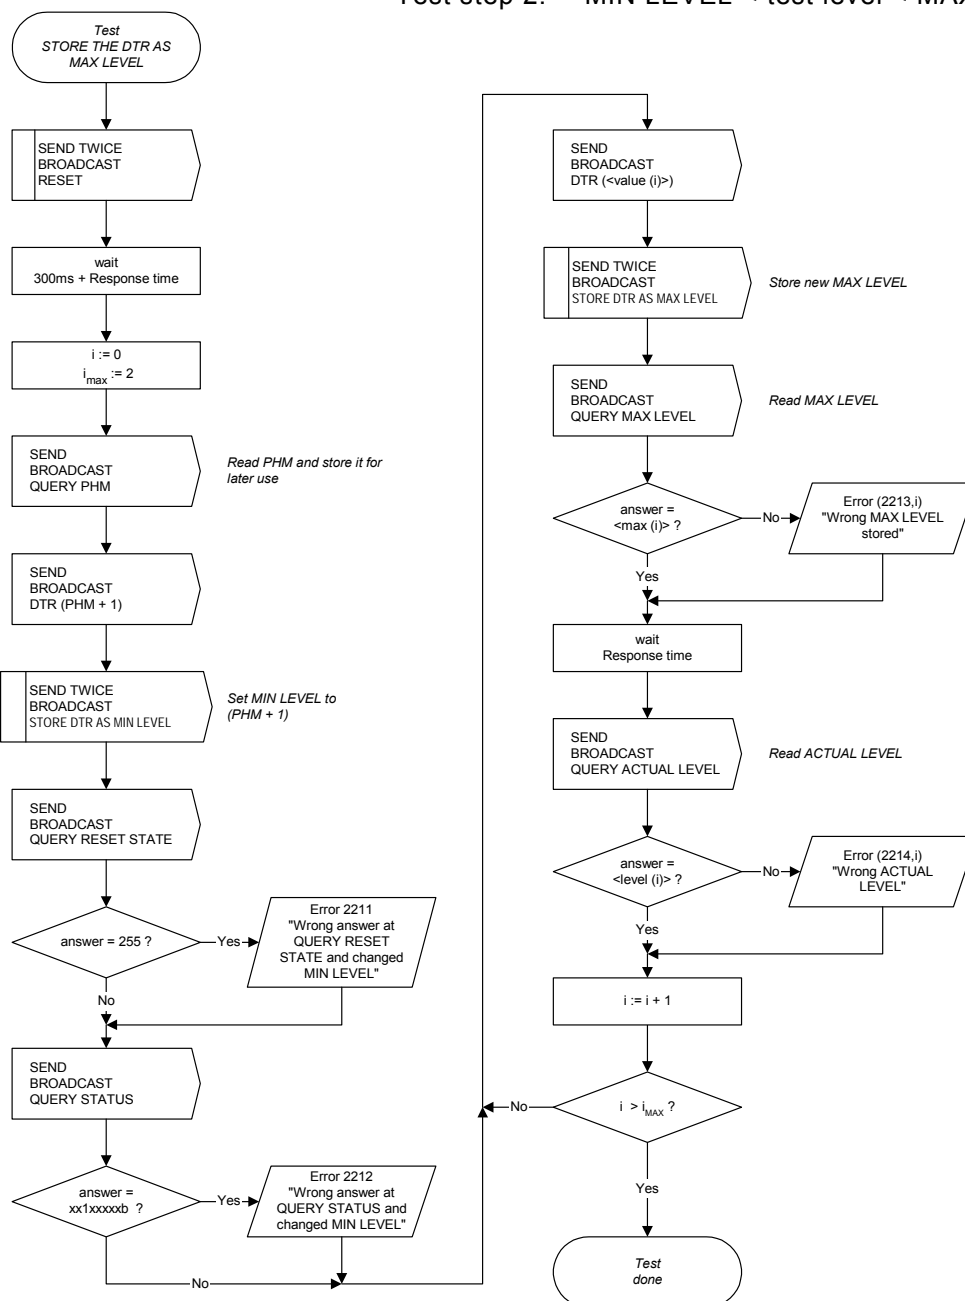 Test step 2: MIN LEVEL < test level < MAX
Test
STORE THE DTR AS
MAX LEVEL
SEND TWICE
BROADCAST
RESET
wait
300ms + Response time
i := 0
imax := 2
SEND
BROADCAST
QUERY PHM
Read PHM and store it for
later use
SEND
BROADCAST
DTR (PHM + 1)
SEND TWICE
BROADCAST
STORE DTR AS MIN LEVEL
Set MIN LEVEL to
(PHM + 1)
SEND
BROADCAST
QUERY RESET STATE
answer = 255 ?
Yes
Error 2211
"Wrong answer at
QUERY RESET
STATE and changed
MIN LEVEL"
No
SEND
BROADCAST
QUERY STATUS
answer =
xx1xxxxxb ?
Yes
Error 2212
"Wrong answer at
QUERY STATUS and
changed MIN LEVEL"
No
SEND
BROADCAST
DTR (<value (i)>)
SEND TWICE
BROADCAST
STORE DTR AS MAX LEVEL
Store new MAX LEVEL
SEND
BROADCAST
QUERY MAX LEVEL
Read MAX LEVEL
answer =
<max (i)> ?
No
Error (2213,i)
"Wrong MAX LEVEL
stored"
Yes
wait
Response time
SEND
BROADCAST
QUERY ACTUAL LEVEL
Read ACTUAL LEVEL
answer =
<level (i)> ?
No
Error (2214,i)
"Wrong ACTUAL
LEVEL"
Yes
i := i + 1
i > iMAX ?
No
Yes
Test
done